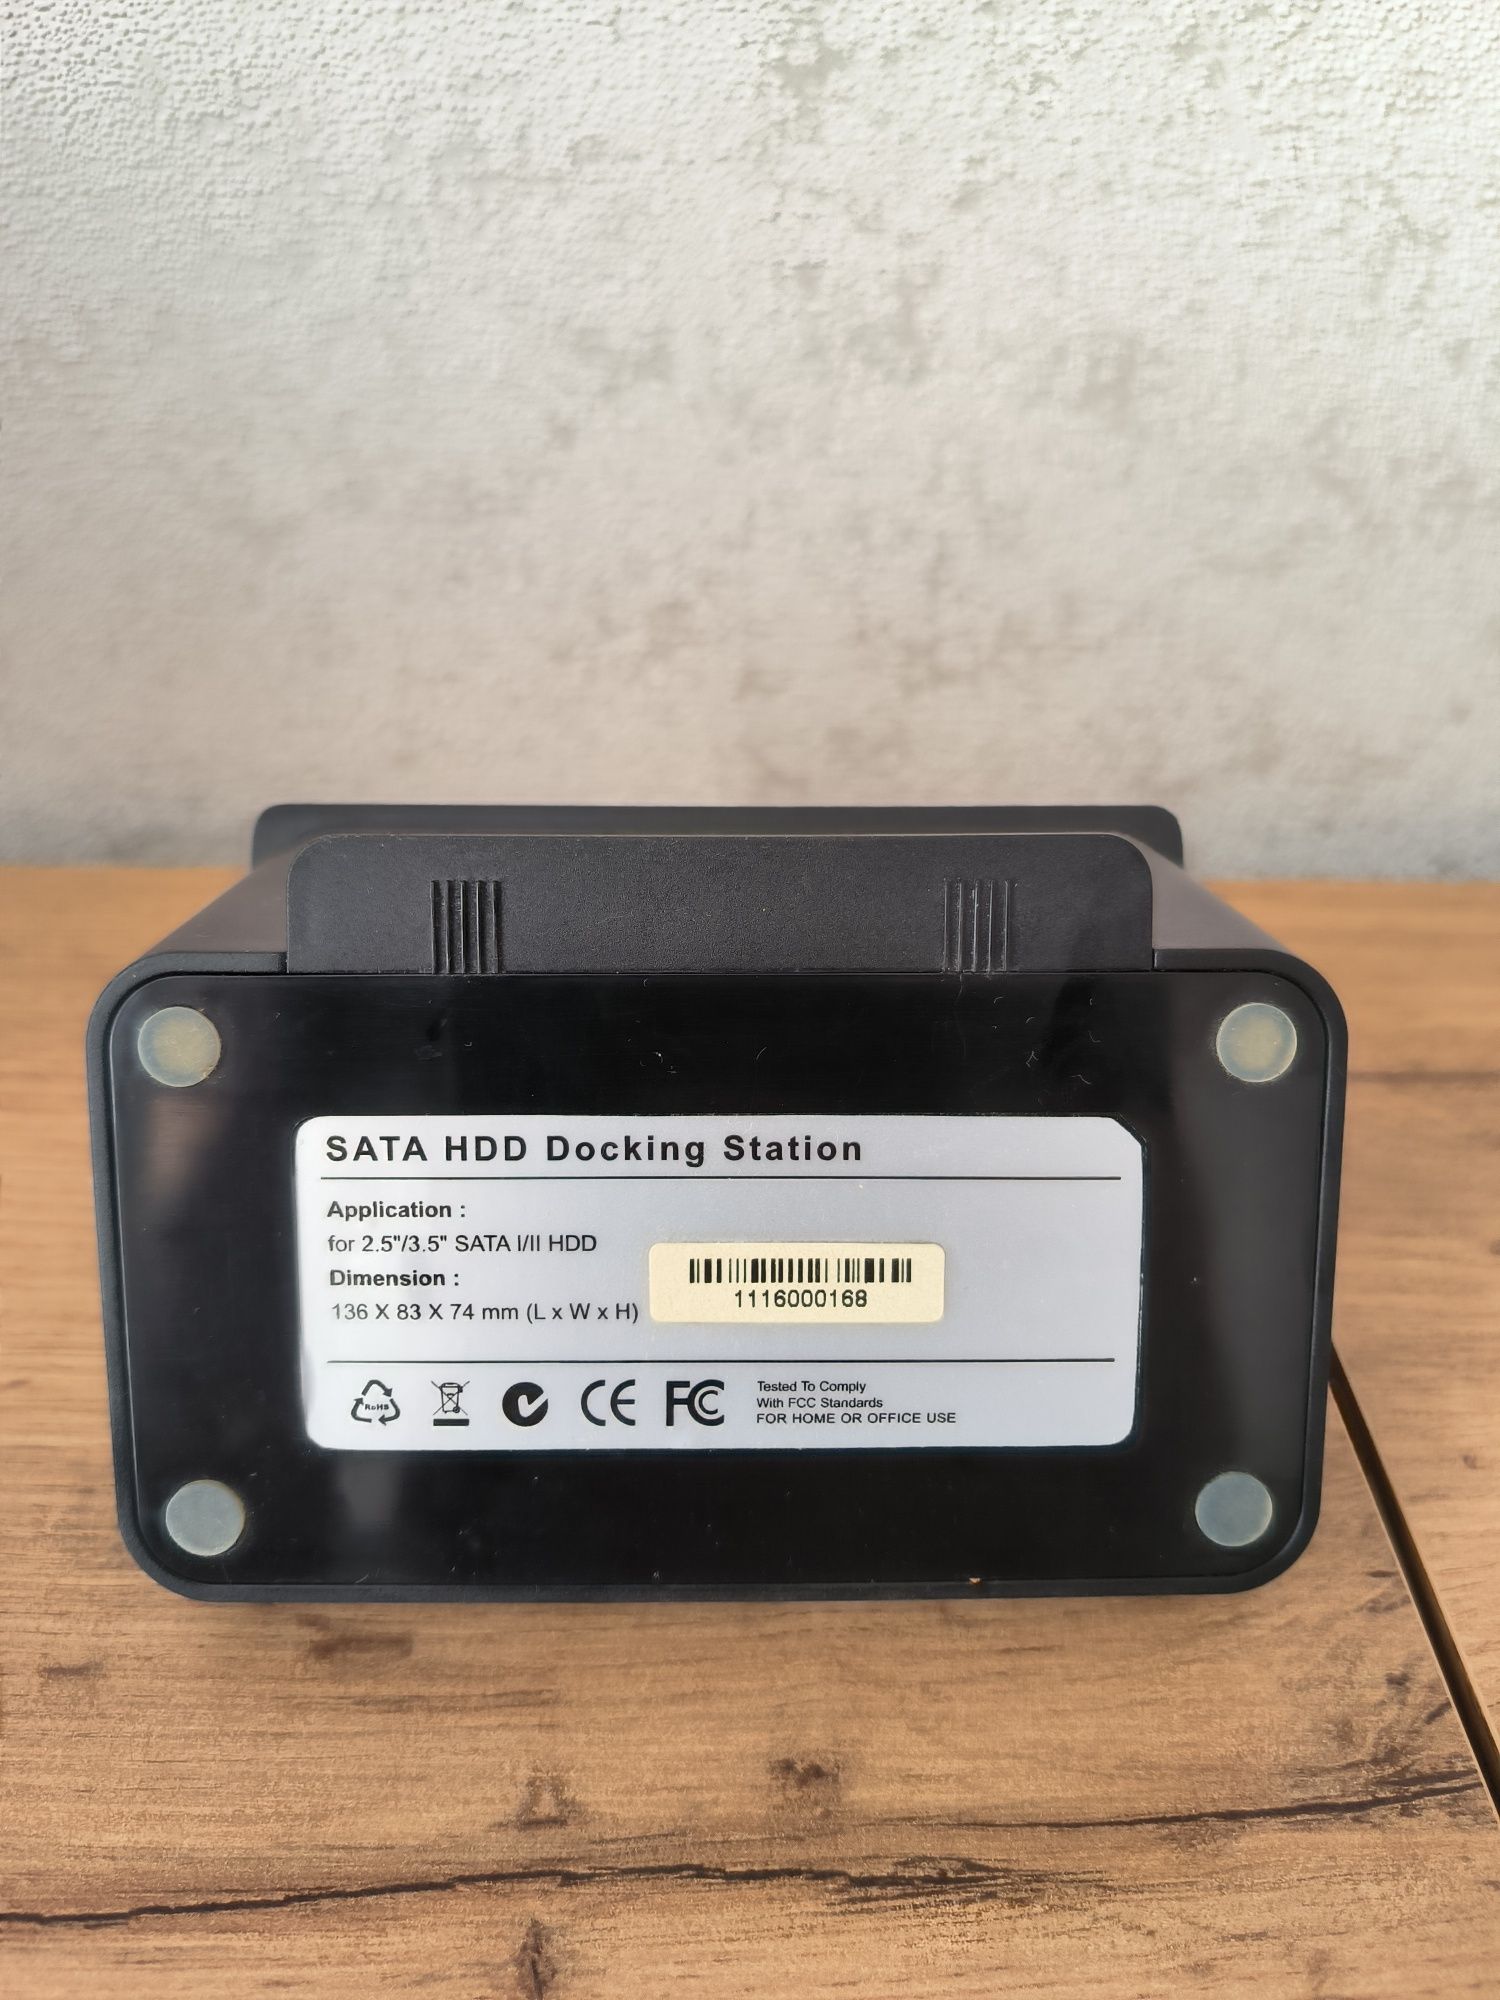 SATA HDD Docking Station
Application :
for 2.5"/3.5" SATA I/II HDD
Dimension :
136 X 83 X 74 mm (L x W x H)
1116000168
RoHS
CE
FC
Tested To Comply
With FCC Standards
FOR HOME OR OFFICE USE